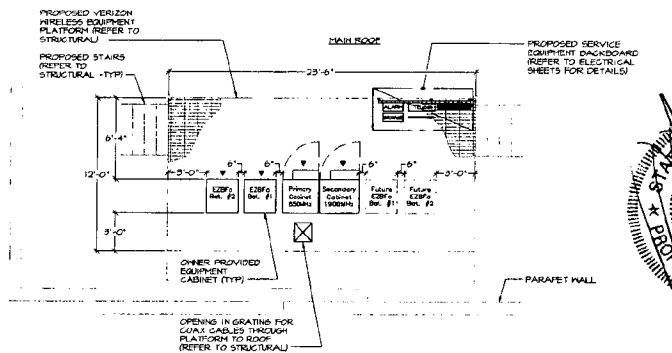 PROPOSED VERIZON
WIRELESS EQUIPMENT
PLATFORM (REFER TO
STRUCTURAL)
PROPOSED STAIRS
(REFER TO
STRUCTURAL -TYP)
MAIN ROOF
23'-6"
PROPOSED SERVICE
EQUIPMENT BACKBOARD
(REFER TO ELECTRICAL
SHEETS FOR DETAILS)
ALARM
6'-4"
12'-0"
3'-0"
3'-0"
6"
6"
6"
6"
3'-0"
EZBFo
Bat. #2
EZBFo
Bat. #1
Primary
Cabinet
850MHz
Secondary
Cabinet
1900MHz
Future
EZBFo
Bat. #1
Future
EZBFo
Bat. #2
OWNER PROVIDED
EQUIPMENT
CABINET (TYP)
PARAPET WALL
OPENING IN GRATING FOR
COAX CABLES THROUGH
PLATFORM TO ROOF
(REFER TO STRUCTURAL)